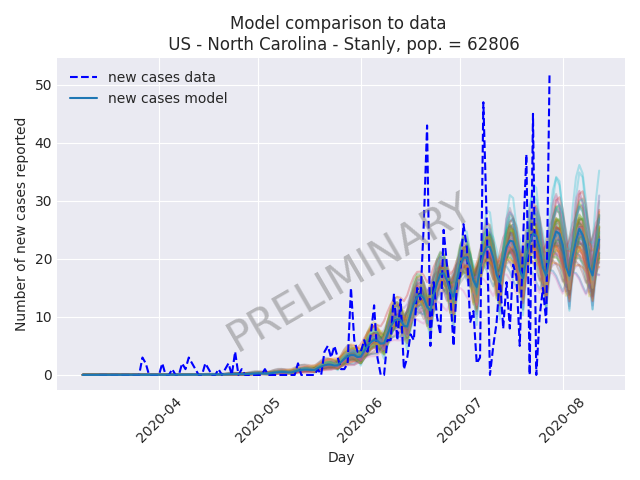 Model comparison to data
US - North Carolina - Stanly, pop. = 62806
new cases data
new cases model
Number of new cases reported
50
40
30
20
10
0
PRELIMINARY
2020-04
2020-05
2020-06
2020-07
2020-08
Day